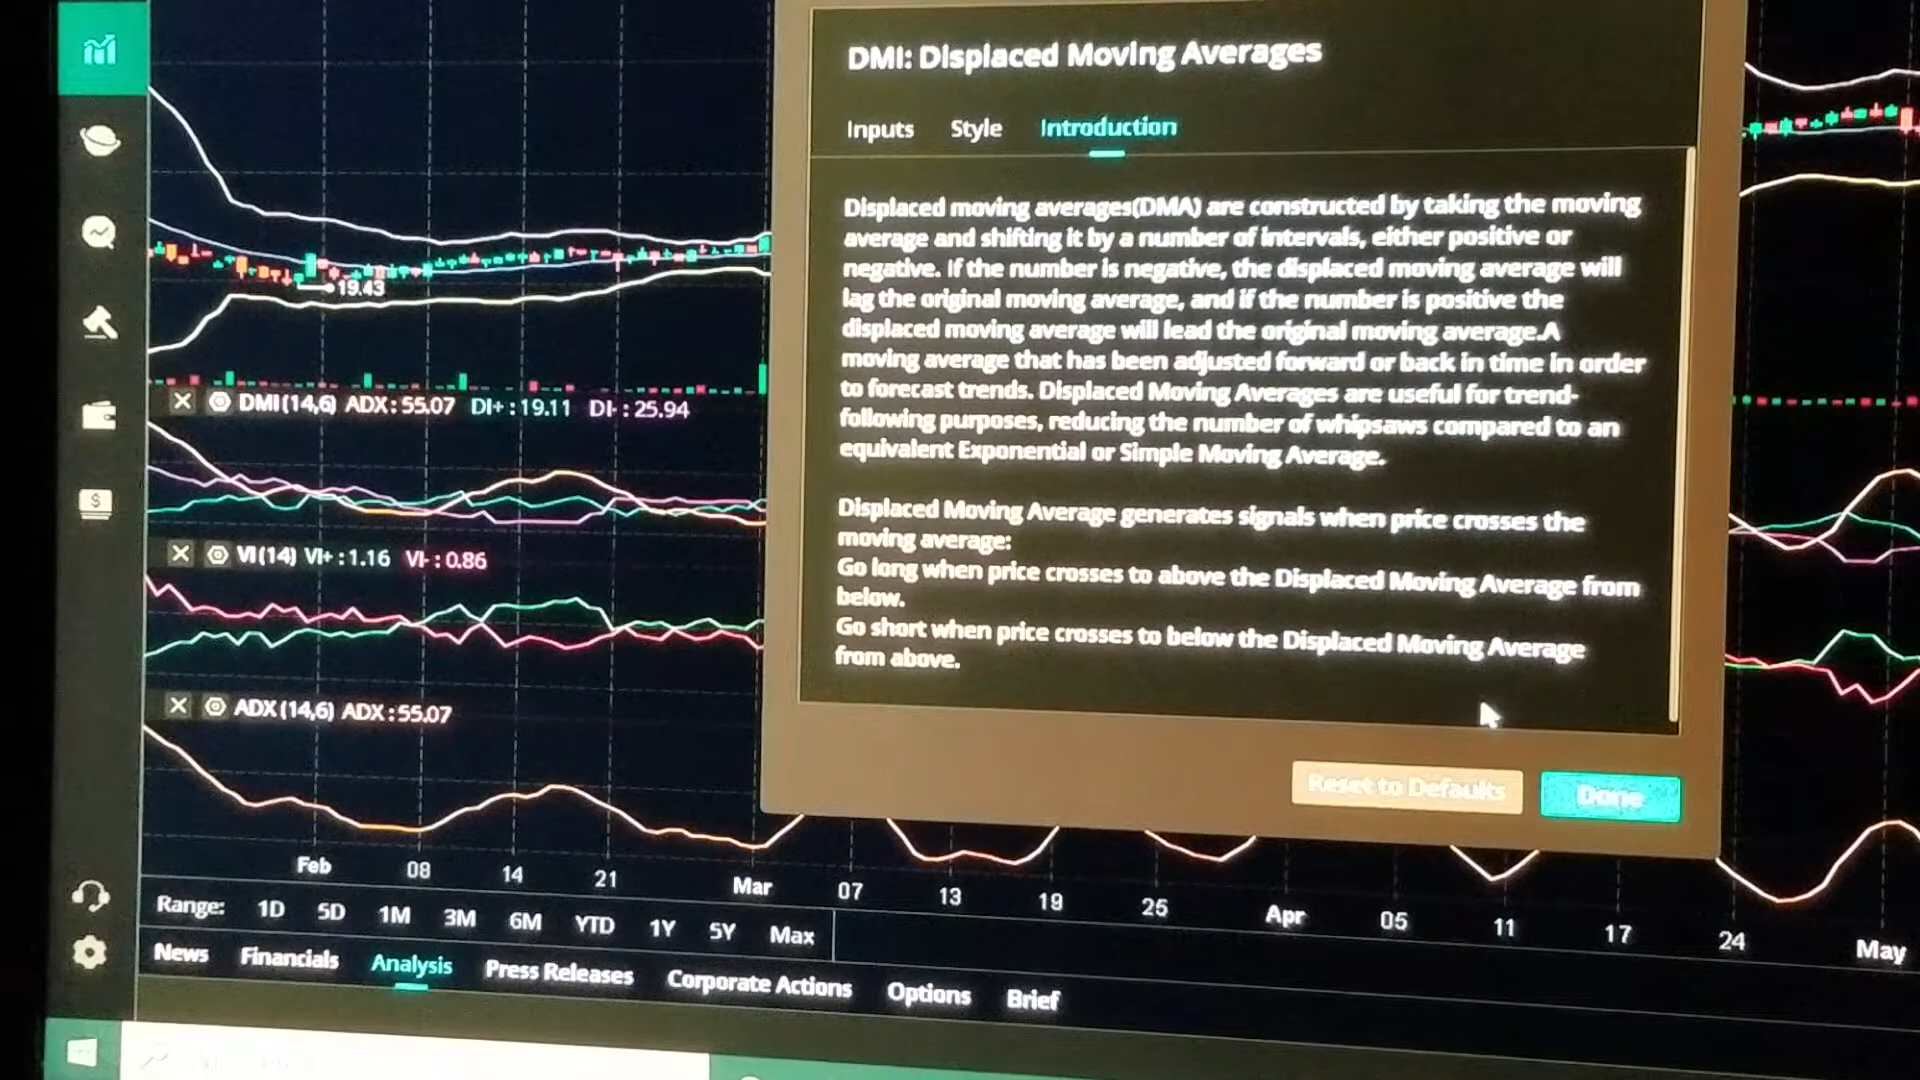 DMI: Displaced Moving Averages
Inputs Style Introduction
Displaced moving averages(DMA) are constructed by taking the moving
average and shifting it by a number of intervals, either positive or
negative. If the number is negative, the displaced moving average will
lag the original moving average, and if the number is positive the
displaced moving average will lead the original moving average.A
moving average that has been adjusted forward or back in time in order
to forecast trends. Displaced Moving Averages are useful for trend-
following purposes, reducing the number of whipsaws compared to an
equivalent Exponential or Simple Moving Average.
Displaced Moving Average generates signals when price crosses the
moving average:
Go long when price crosses to above the Displaced Moving Average from
below.
Go short when price crosses to below the Displaced Moving Average
from above.
Reset to Defaults Done
19.43
DMI(14,6) ADX:55.07 DI+:19.11 DI-:25.94
VI(14) VI+:1.16 VI-:0.86
ADX(14,6) ADX:55.07
Feb 08 14 21 Mar 07 13 19 25 Apr 05 11 17 24 May
Range: 1D 5D 1M 3M 6M YTD 1Y 5Y Max
News Financials Analysis Press Releases Corporate Actions Options Brief